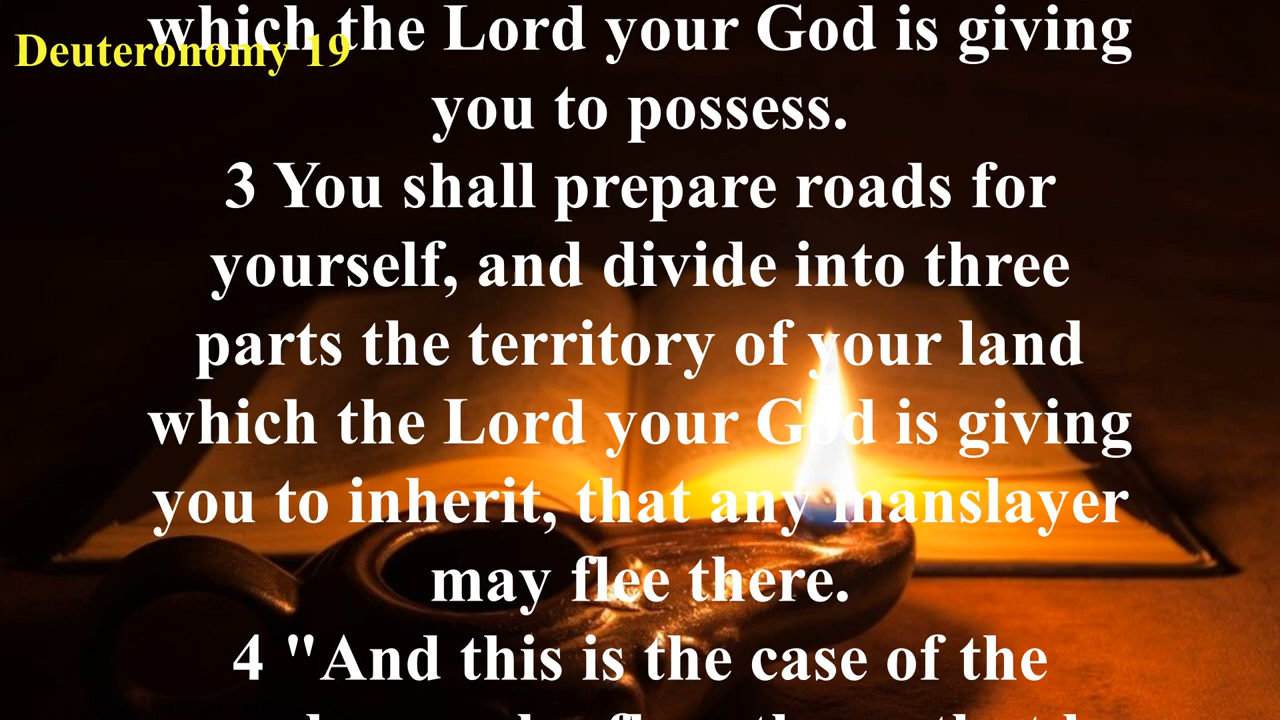 Deuteronomy 19
which the Lord your God is giving
you to possess.
3 You shall prepare roads for
yourself, and divide into three
parts the territory of your land
which the Lord your God is giving
you to inherit, that any manslayer
may flee there.
4 "And this is the case of the